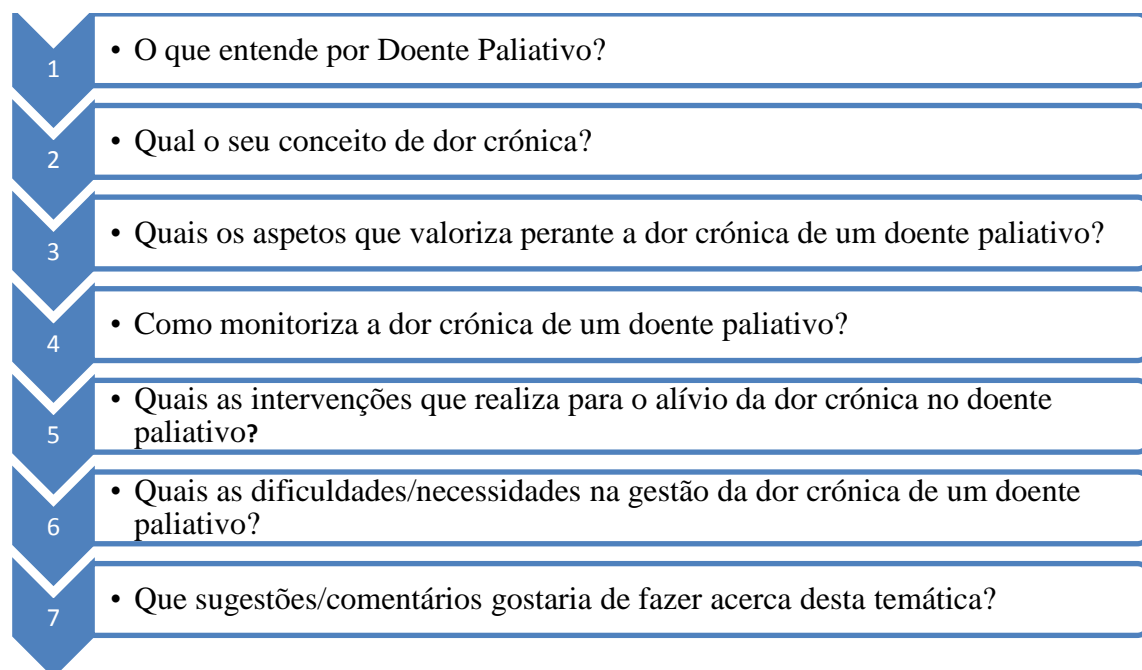 1
• O que entende por Doente Paliativo?
2
• Qual o seu conceito de dor crónica?
3
• Quais os aspetos que valoriza perante a dor crónica de um doente paliativo?
4
• Como monitoriza a dor crónica de um doente paliativo?
5
• Quais as intervenções que realiza para o alívio da dor crónica no doente
paliativo?
6
• Quais as dificuldades/necessidades na gestão da dor crónica de um doente
paliativo?
7
• Que sugestões/comentários gostaria de fazer acerca desta temática?